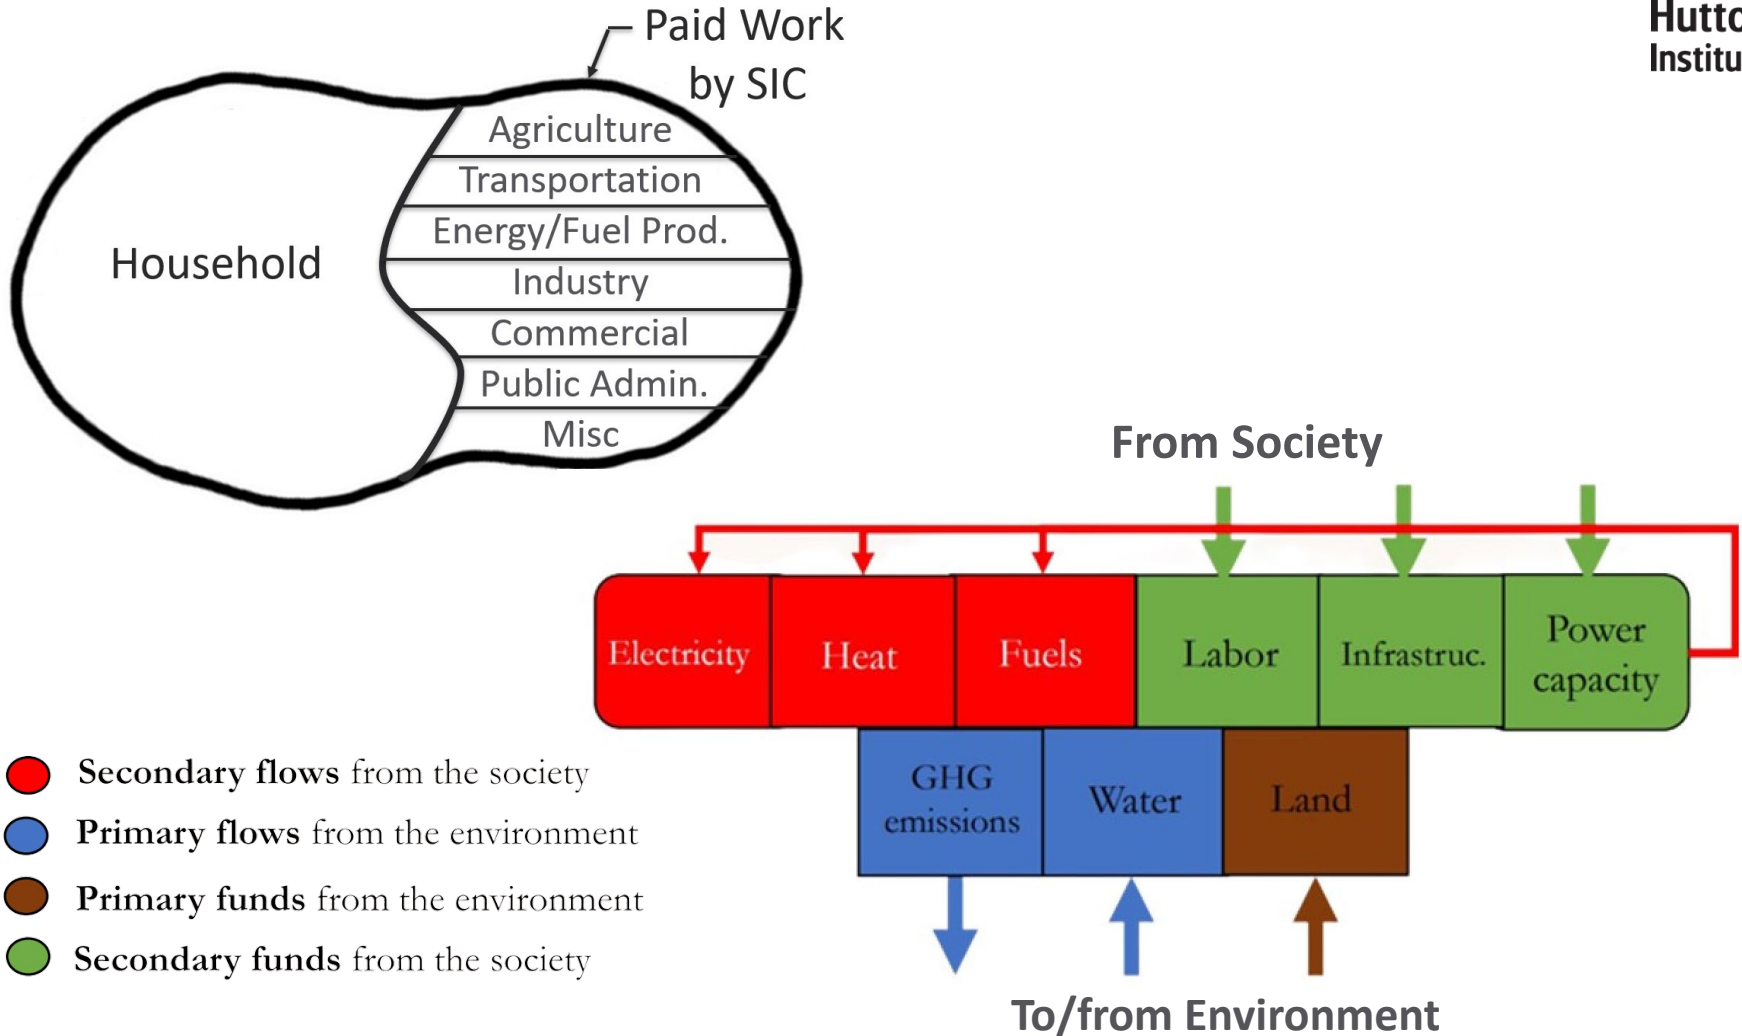 Paid Work
by SIC
Agriculture
Transportation
Energy/Fuel Prod.
Household
Industry
Commercial
Public Admin.
Misc
From Society
Electricity
Heat
Fuels
Labor
Infrastruc.
Power
capacity
GHG
emissions
Water
Land
Secondary flows from the society
Primary flows from the environment
Primary funds from the environment
Secondary funds from the society
To/from Environment